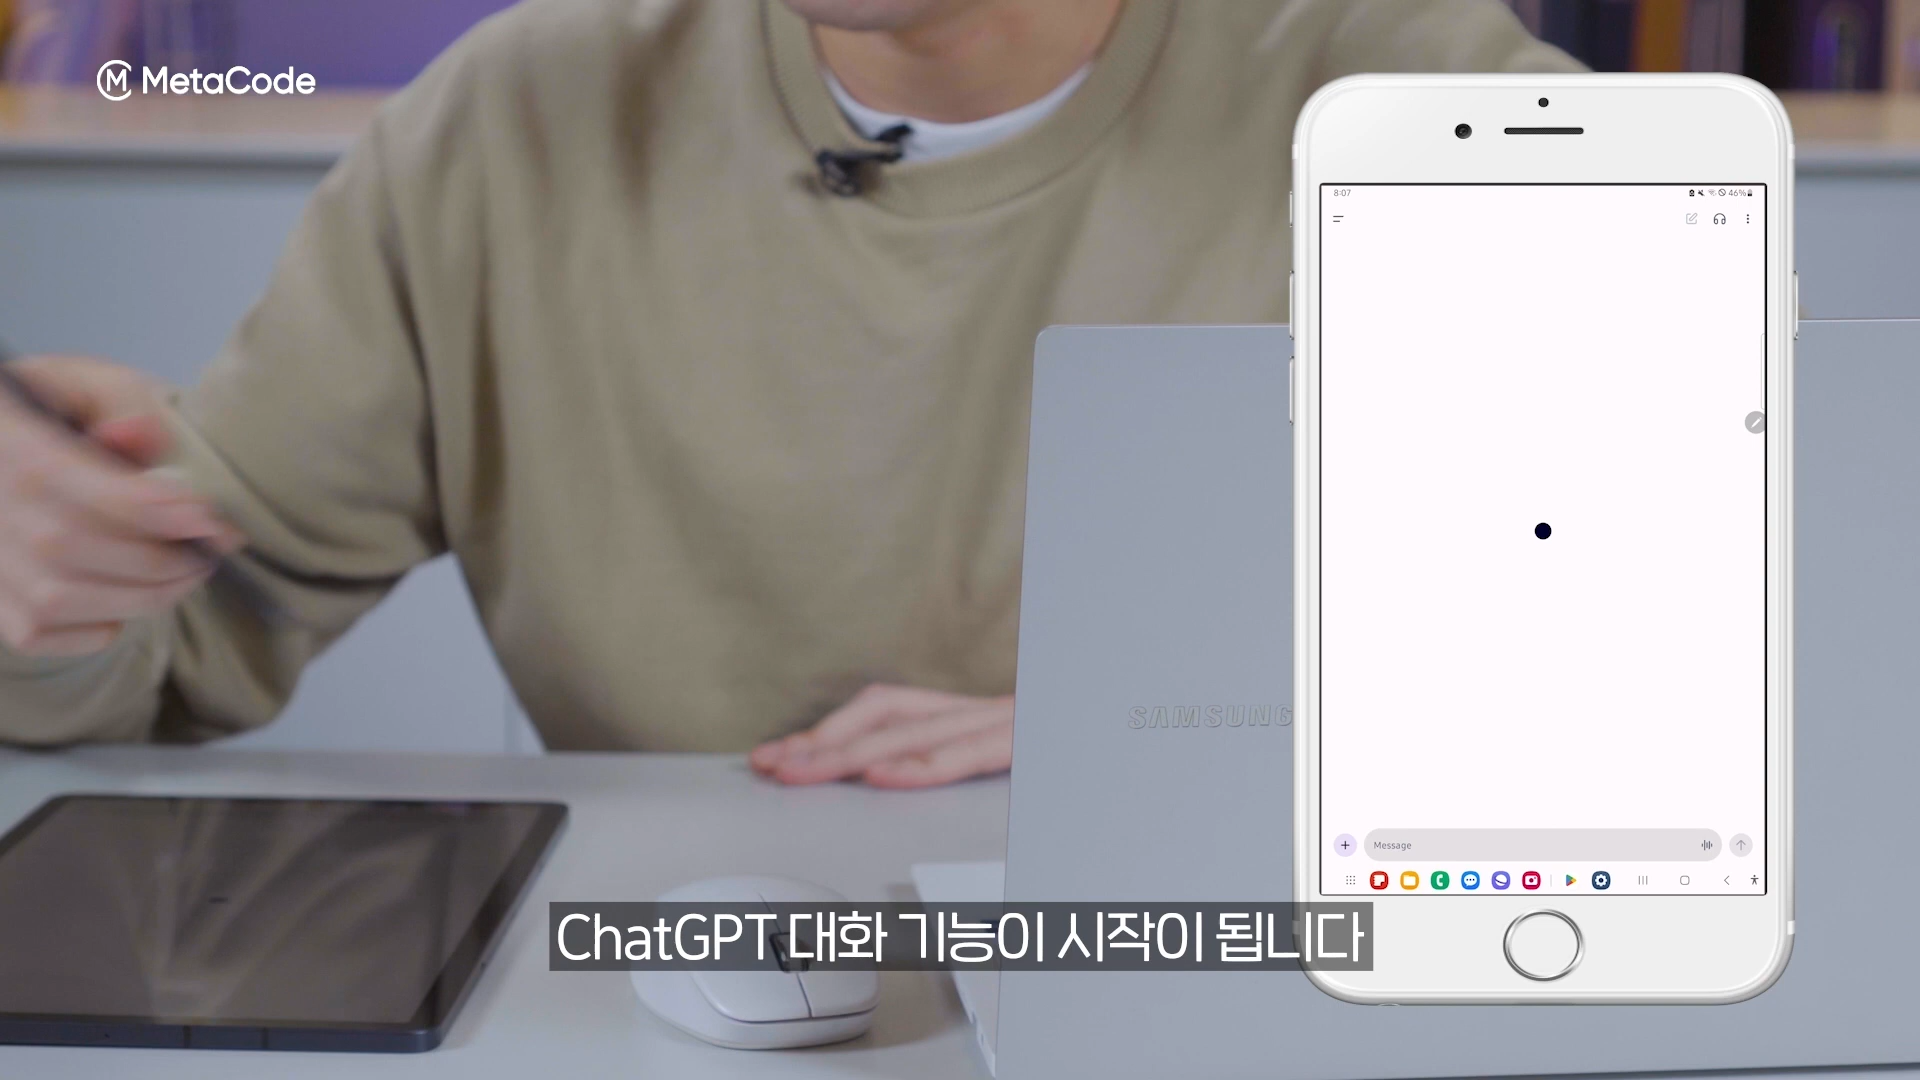 MetaCode
8:07
46%
SAMSUNG
Message
ChatGPT 대화 기능이 시작이 됩니다